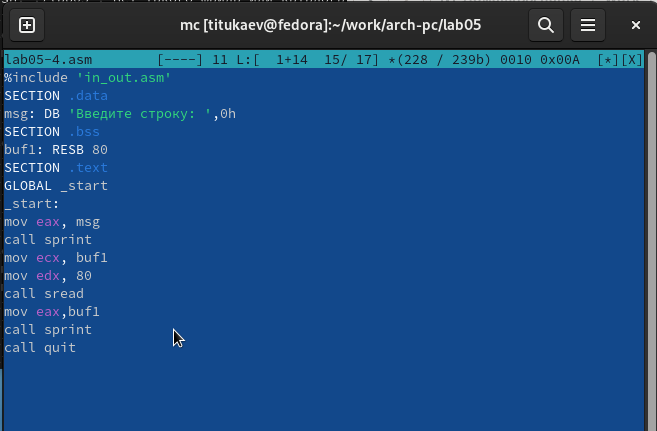 mc [titukaev@fedora]:~/work/arch-pc/lab05
lab05-4.asm [----] 11 L:[ 1+14 15/ 17] *(228 / 239b) 0010 0x00A [*][X]
%include 'in_out.asm'
SECTION .data
msg: DB 'Введите строку: ',0h
SECTION .bss
buf1: RESB 80
SECTION .text
GLOBAL _start
_start:
mov eax, msg
call sprint
mov ecx, buf1
mov edx, 80
call sread
mov eax,buf1
call sprint
call quit